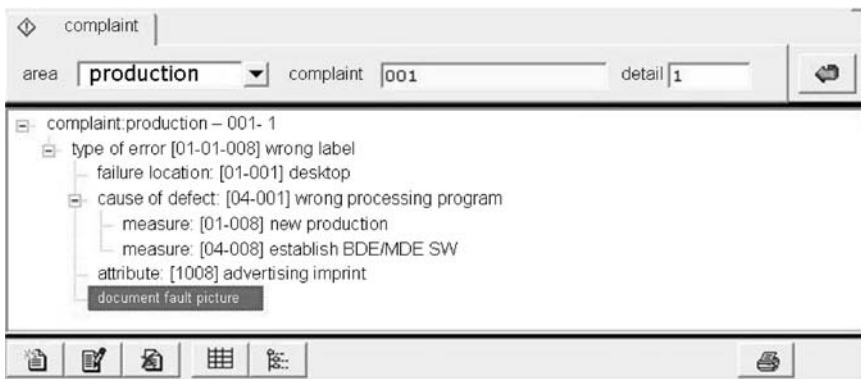 complaint
area production complaint 001 detail 1
complaint:production – 001- 1
type of error [01-01-008] wrong label
failure location: [01-001] desktop
cause of defect: [04-001] wrong processing program
measure: [01-008] new production
measure: [04-008] establish BDE/MDE SW
attribute: [1008] advertising imprint
document fault picture